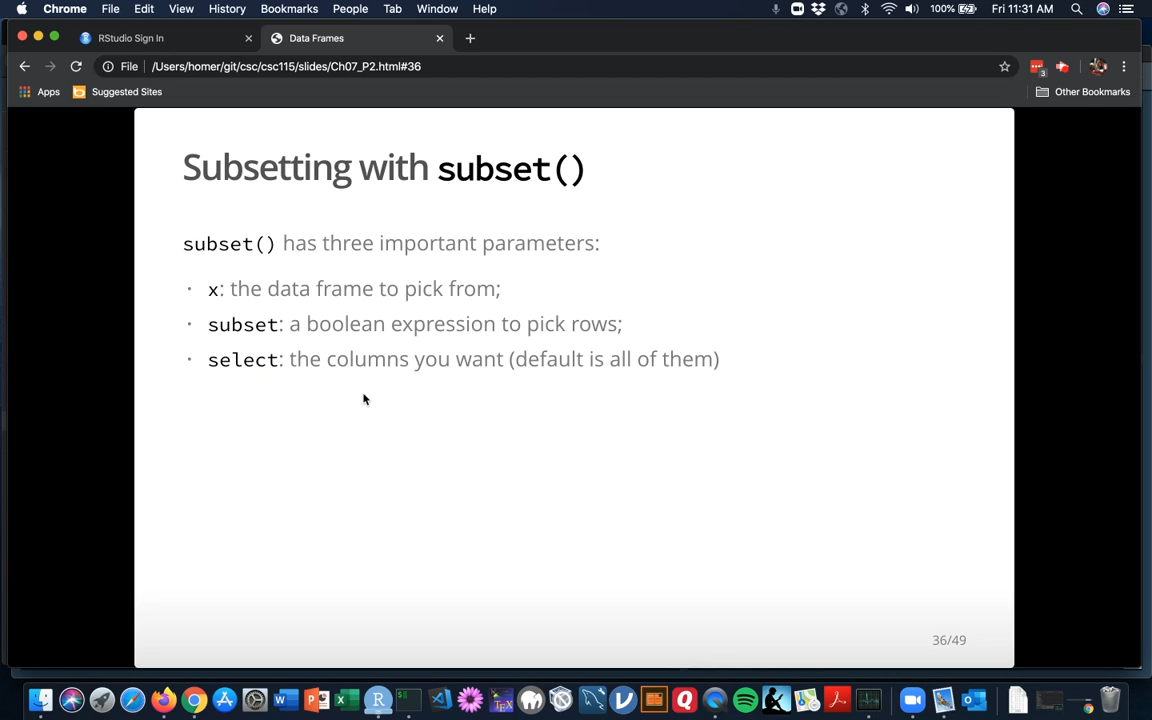 Chrome File Edit View History Bookmarks People Tab Window Help 100% Fri 11:31 AM
RStudio Sign In Data Frames
File /Users/homer/git/csc/csc115/slides/Ch07_P2.html#36
3
Apps Suggested Sites Other Bookmarks
Subsetting with subset()
subset() has three important parameters:
· x: the data frame to pick from;
· subset: a boolean expression to pick rows;
· select: the columns you want (default is all of them)
36/49